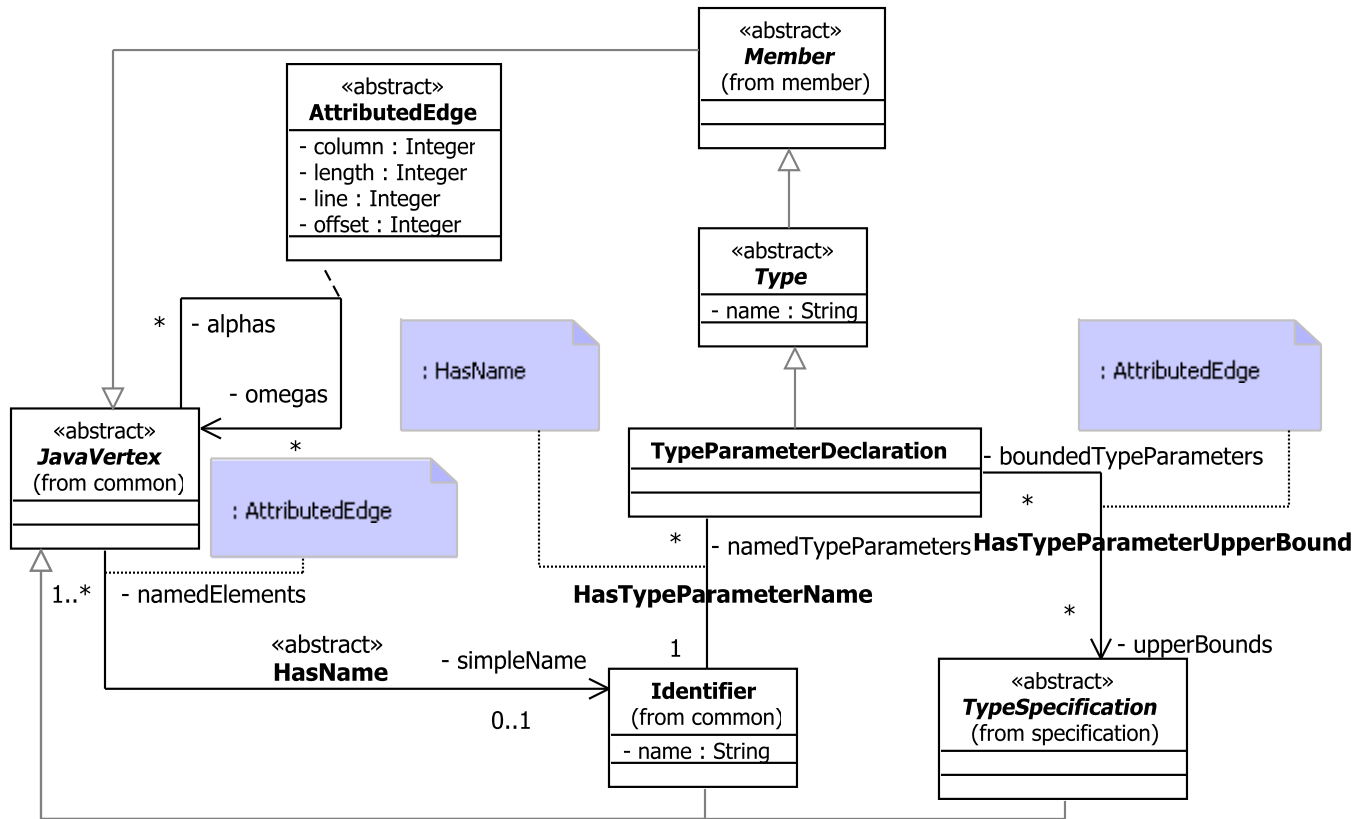 «abstract»
Member
(from member)
«abstract»
AttributedEdge
- column : Integer
- length : Integer
- line : Integer
- offset : Integer
«abstract»
Type
- name : String
* - alphas
- omegas
*
: HasName
: AttributedEdge
«abstract»
JavaVertex
(from common)
: AttributedEdge
TypeParameterDeclaration
- boundedTypeParameters
*
* - namedTypeParameters
HasTypeParameterUpperBound
1..* - namedElements
HasTypeParameterName
*
- upperBounds
«abstract»
HasName
- simpleName
0..1
1
Identifier
(from common)
- name : String
«abstract»
TypeSpecification
(from specification)